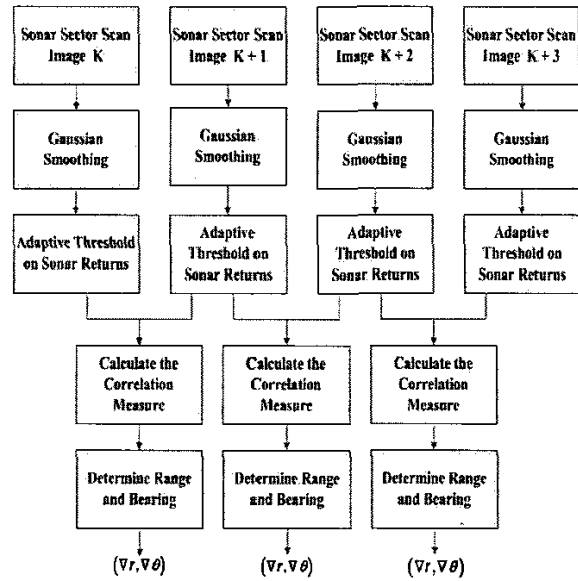 Sonar Sector Scan
Image K
Sonar Sector Scan
Image K + 1
Sonar Sector Scan
Image K + 2
Sonar Sector Scan
Image K + 3
Gaussian
Smoothing
Gaussian
Smoothing
Gaussian
Smoothing
Gaussian
Smoothing
Adaptive Threshold
on Sonar Returns
Adaptive
Threshold on
Sonar Returns
Adaptive
Threshold on
Sonar Returns
Adaptive
Threshold on
Sonar Returns
Calculate the
Correlation
Measure
Calculate the
Correlation
Measure
Calculate the
Correlation
Measure
Determine Range
and Bearing
Determine Range
and Bearing
Determine Range
and Bearing
(∇r,∇θ)
(∇r,∇θ)
(∇r,∇θ)